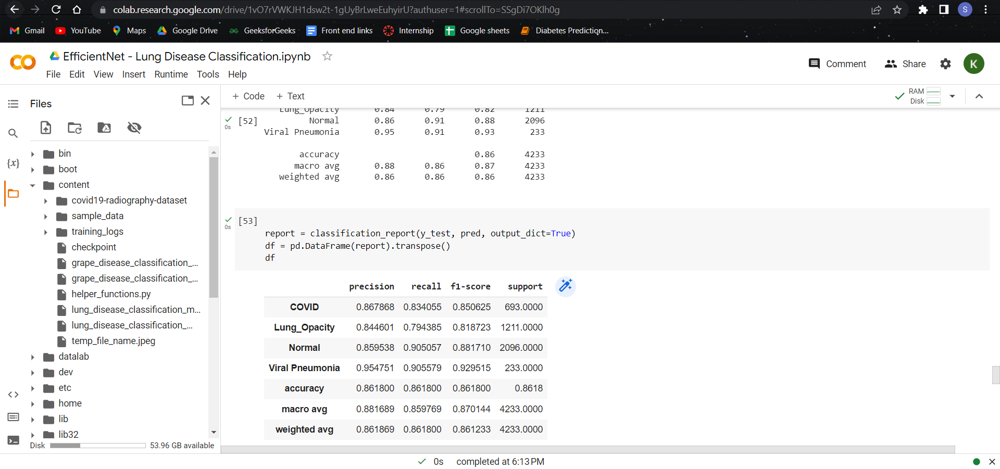 colab.research.google.com/drive/1vO7rVWKJH1dsw2t-1gUyBrLweEuhyirU?authuser=1#scrollTo=SSgDi7OKlh0g
S
Gmail YouTube Maps Google Drive GeeksforGeeks Front end links Internship Google sheets Diabetes Prediction...
EfficientNet - Lung Disease Classification.ipynb
File Edit View Insert Runtime Tools Help
Comment Share K
Files
+ Code + Text
RAM
Disk
Lung_Opacity 0.84 0.79 0.82 1211
[52] Normal 0.86 0.91 0.88 2096
0s
Viral Pneumonia 0.95 0.91 0.93 233
accuracy 0.86 4233
macro avg 0.88 0.86 0.87 4233
weighted avg 0.86 0.86 0.86 4233
{x}
bin
boot
content
covid19-radiography-dataset
sample_data
training_logs
checkpoint
grape_disease_classification_...
grape_disease_classification_...
helper_functions.py
lung_disease_classification_m...
lung_disease_classification_...
temp_file_name.jpeg
datalab
dev
etc
home
lib
lib32
Disk 53.96 GB available
[53]
0s
report = classification_report(y_test, pred, output_dict=True)
df = pd.DataFrame(report).transpose()
df
precision recall f1-score support
COVID 0.867868 0.834055 0.850625 693.0000
Lung_Opacity 0.844601 0.794385 0.818723 1211.0000
Normal 0.859538 0.905057 0.881710 2096.0000
Viral Pneumonia 0.954751 0.905579 0.929515 233.0000
accuracy 0.861800 0.861800 0.861800 0.8618
macro avg 0.881689 0.859769 0.870144 4233.0000
weighted avg 0.861869 0.861800 0.861233 4233.0000
0s completed at 6:13 PM